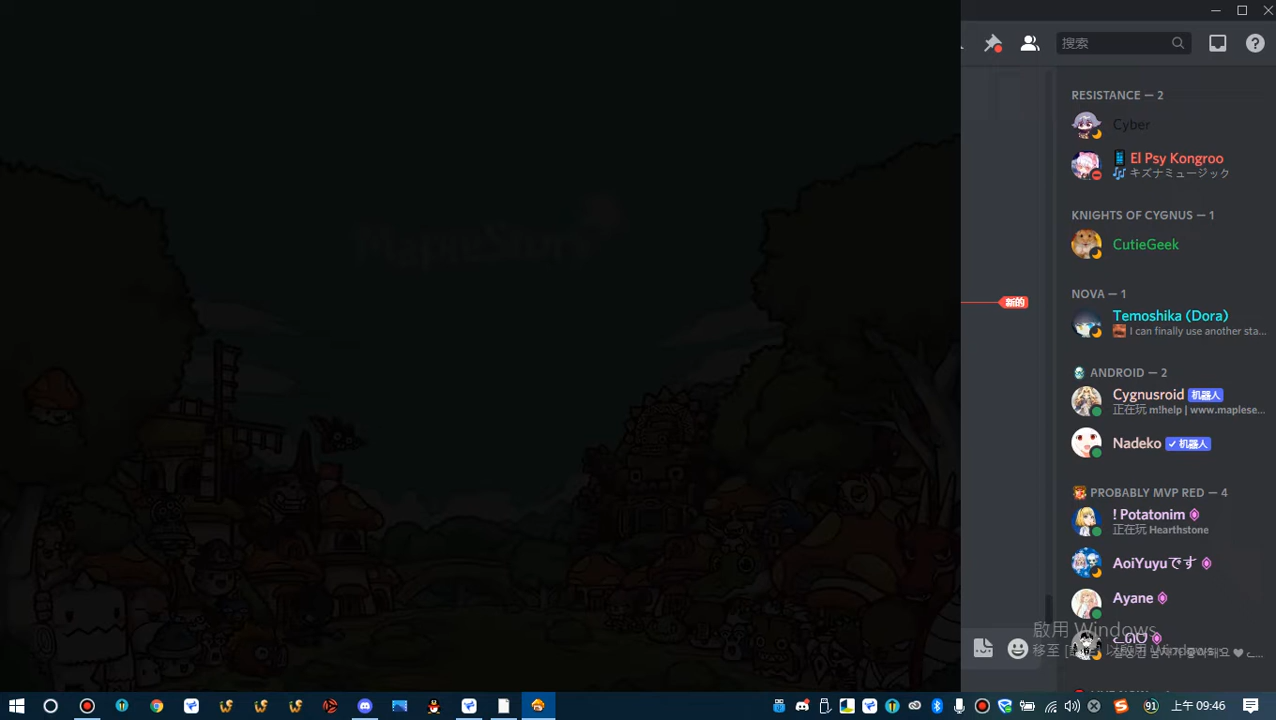 搜索
RESISTANCE — 2
Cyber
El Psy Kongroo
キズナミュージック
KNIGHTS OF CYGNUS — 1
CutieGeek
新的
NOVA — 1
Temoshika (Dora)
I can finally use another sta...
ANDROID — 2
Cygnusroid 机器人
正在玩 m!help | www.maplese...
Nadeko 机器人
PROBABLY MVP RED — 4
! Potatonim
正在玩 Hearthstone
AoiYuyuです
Ayane
啟用 Windows
MapleStory
91
上午 09:46